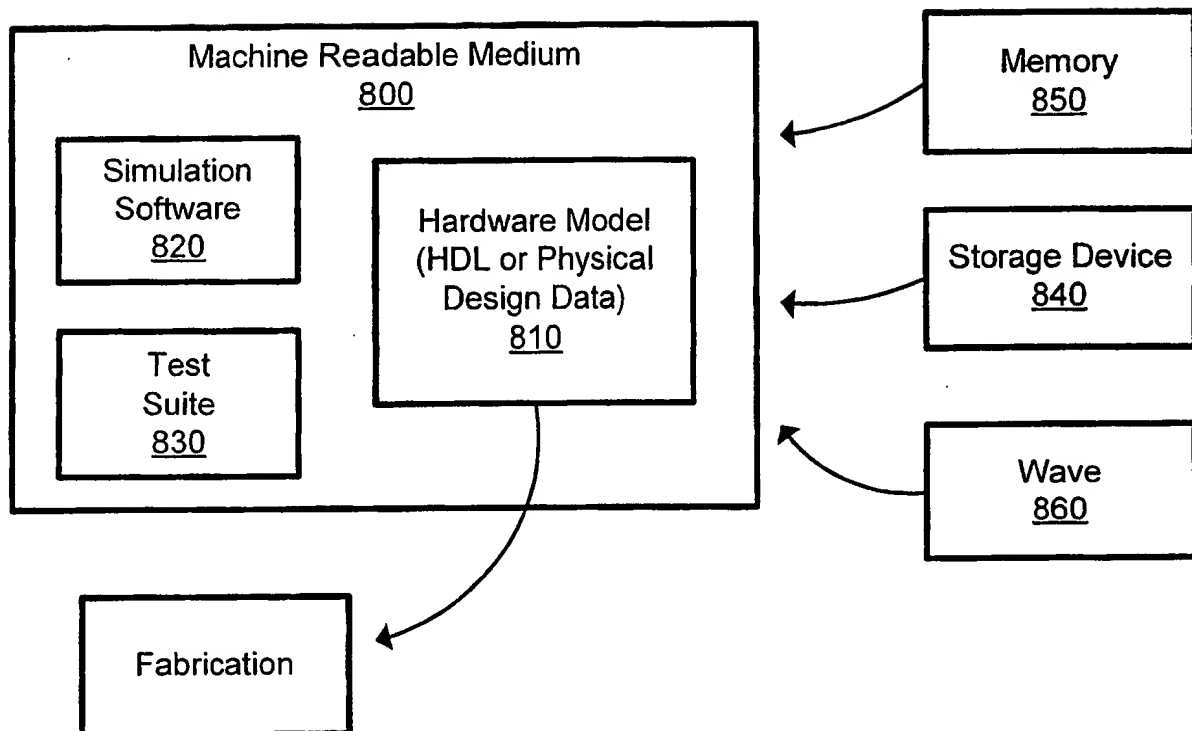 Machine Readable Medium
800
Simulation
Software
820
Test
Suite
830
Hardware Model
(HDL or Physical
Design Data)
810
Memory
850
Storage Device
840
Wave
860
Fabrication